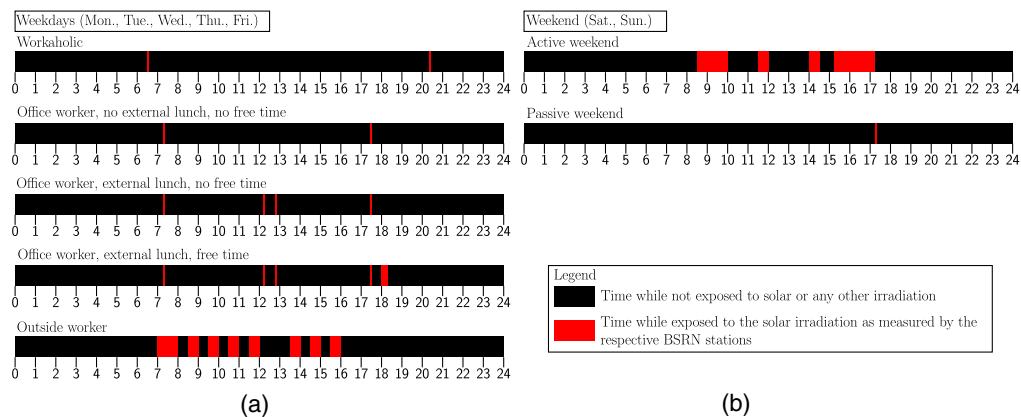 Weekdays (Mon., Tue., Wed., Thu., Fri.)
Workaholic
0 1 2 3 4 5 6 7 8 9 10 11 12 13 14 15 16 17 18 19 20 21 22 23 24
Office worker, no external lunch, no free time
0 1 2 3 4 5 6 7 8 9 10 11 12 13 14 15 16 17 18 19 20 21 22 23 24
Office worker, external lunch, no free time
0 1 2 3 4 5 6 7 8 9 10 11 12 13 14 15 16 17 18 19 20 21 22 23 24
Office worker, external lunch, free time
0 1 2 3 4 5 6 7 8 9 10 11 12 13 14 15 16 17 18 19 20 21 22 23 24
Outside worker
0 1 2 3 4 5 6 7 8 9 10 11 12 13 14 15 16 17 18 19 20 21 22 23 24
(a)
Weekend (Sat., Sun.)
Active weekend
0 1 2 3 4 5 6 7 8 9 10 11 12 13 14 15 16 17 18 19 20 21 22 23 24
Passive weekend
0 1 2 3 4 5 6 7 8 9 10 11 12 13 14 15 16 17 18 19 20 21 22 23 24
Legend
Time while not exposed to solar or any other irradiation
Time while exposed to the solar irradiation as measured by the
respective BSRN stations
(b)